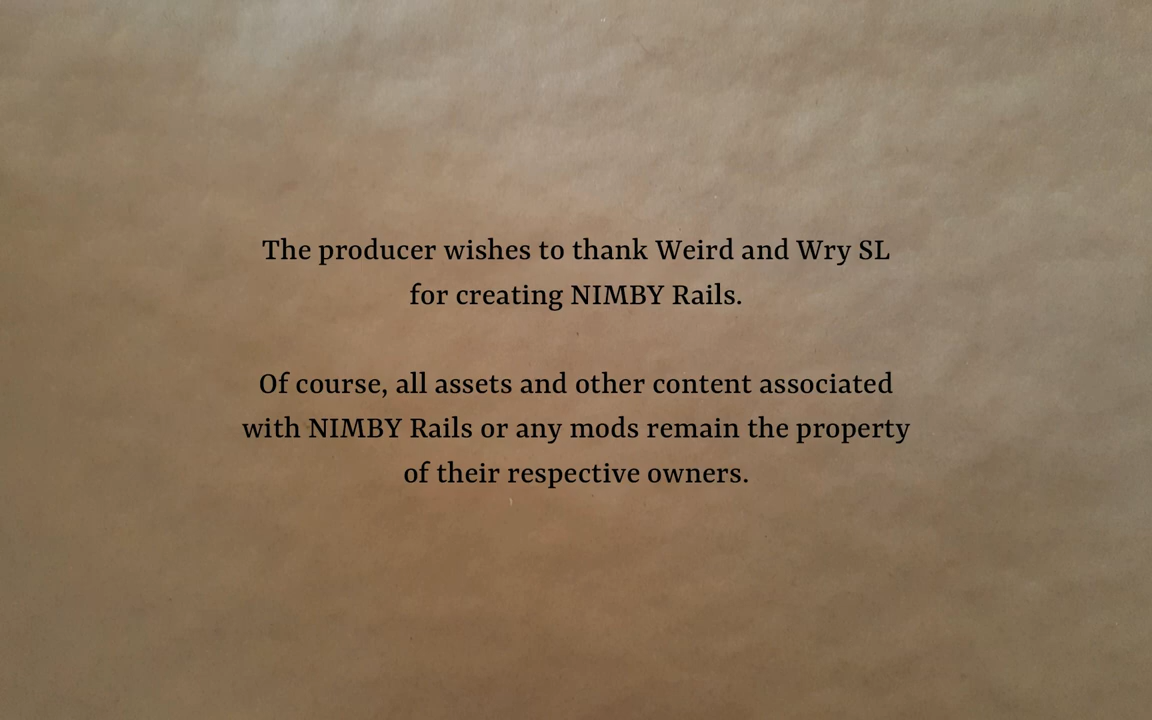 The producer wishes to thank Weird and Wry SL
for creating NIMBY Rails.
Of course, all assets and other content associated
with NIMBY Rails or any mods remain the property
of their respective owners.